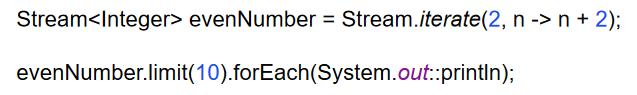 Stream<Integer> evenNumber = Stream.iterate(2, n -> n + 2);
evenNumber.limit(10).forEach(System.out::println);